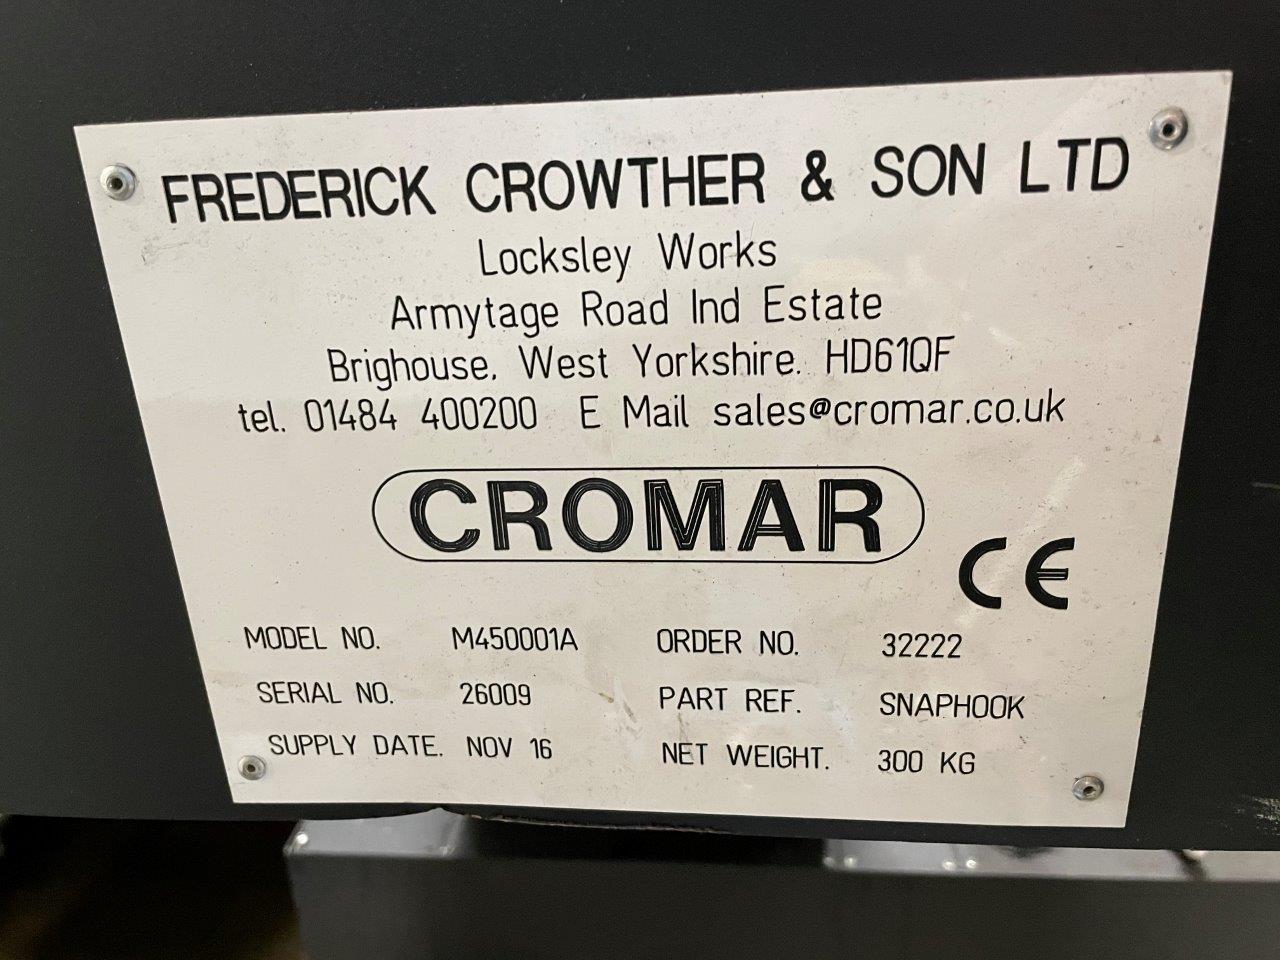 FREDERICK CROWTHER & SON LTD
Locksley Works
Armytage Road Ind Estate
Brighouse, West Yorkshire. HD61QF
tel. 01484 400200 E Mail sales@cromar.co.uk
CROMAR
CE
MODEL NO. M450001A ORDER NO. 32222
SERIAL NO. 26009 PART REF. SNAPHOOK
SUPPLY DATE. NOV 16 NET WEIGHT. 300 KG